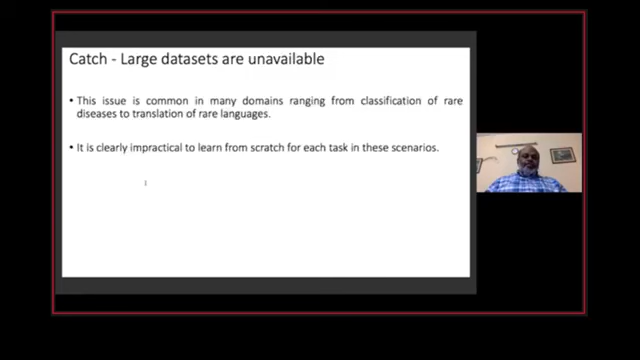 Catch - Large datasets are unavailable
• This issue is common in many domains ranging from classification of rare
diseases to translation of rare languages.
• It is clearly impractical to learn from scratch for each task in these scenarios.